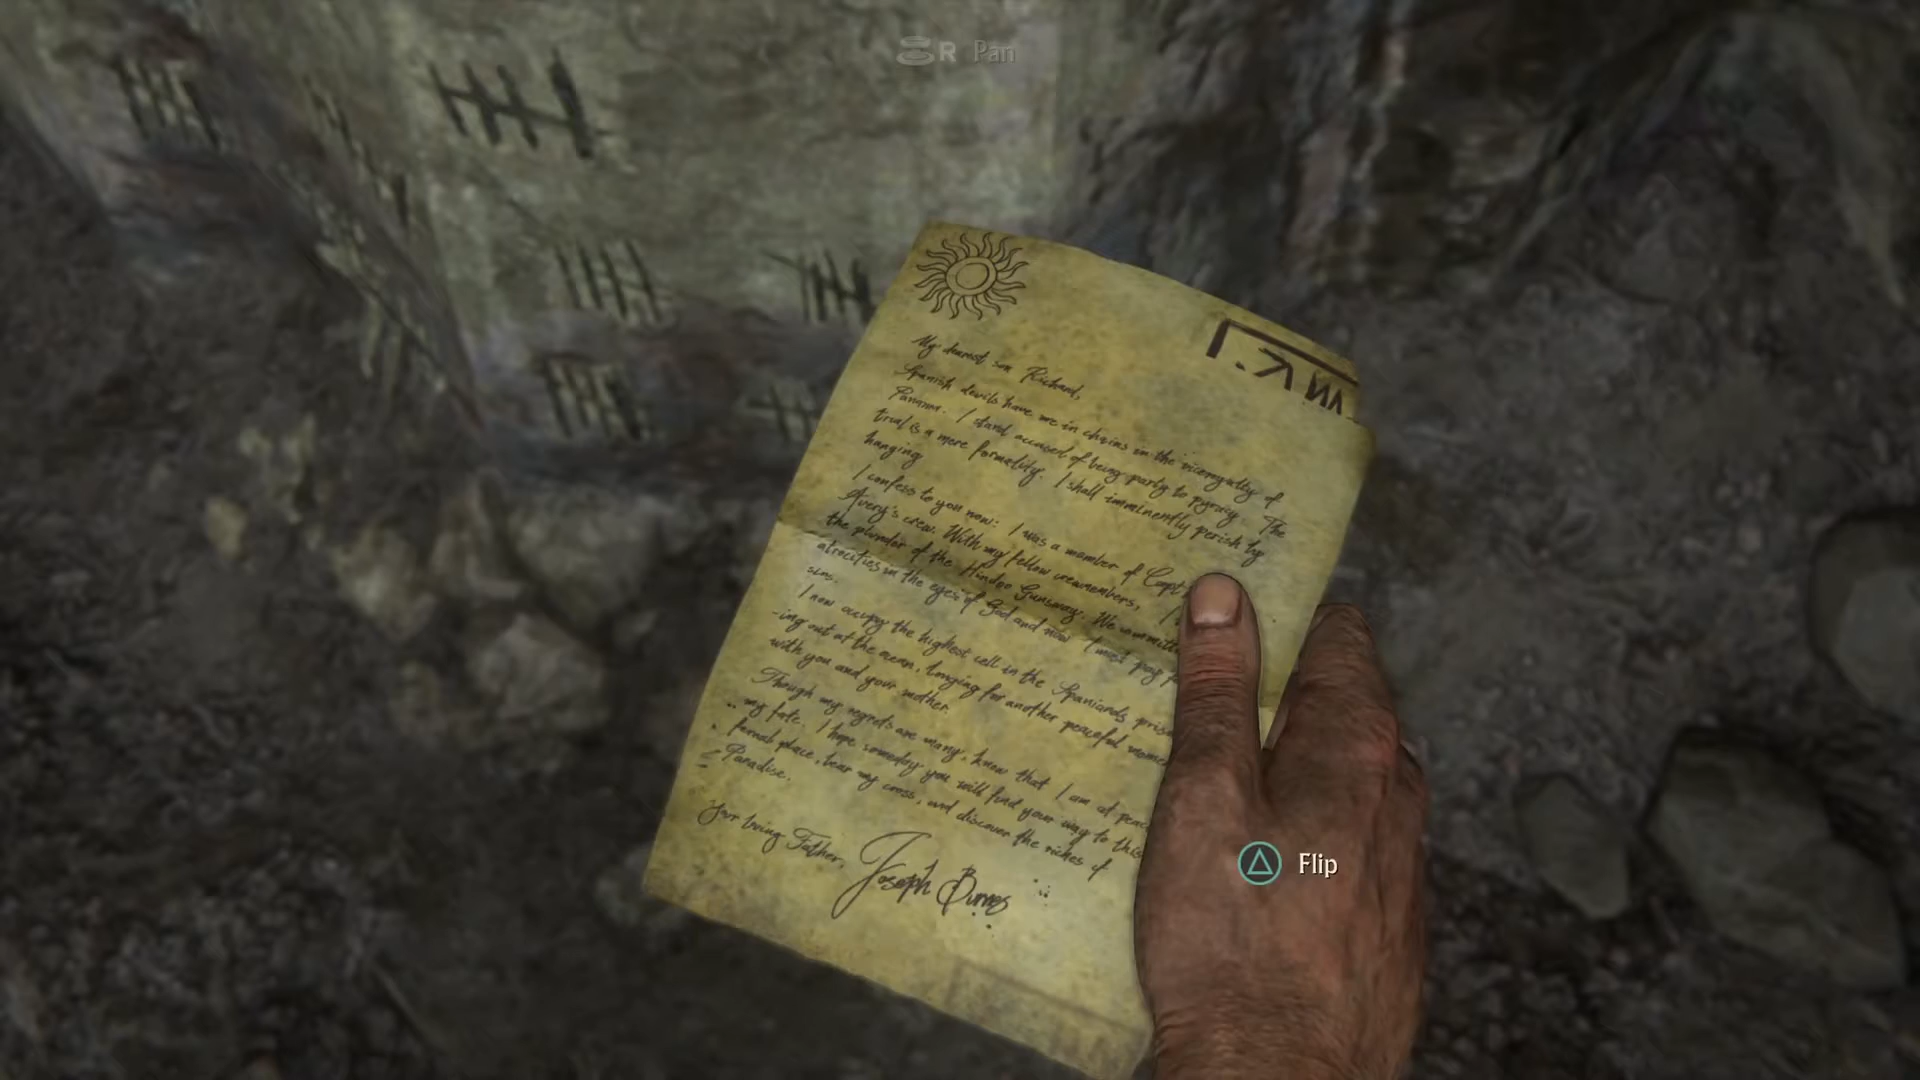 R Pan
My dearest son Richard,
Spanish devils have me in chains in the viceroyalty of
Panama. I stand accused of being party to pyracy. The
trial is a mere formality. I shall imminently perish by
hanging
I confess to you now: I was a member of Capt
Avery's crew. With my fellow crewmembers, I
the plunder of the Hindoo Gunsway. We committ
atrocities in the eyes of God and now I must pay f
sins.
I now occupy the highest cell in the Spaniards priso
-ing out at the ocean, longing for another peaceful mome
with you and your mother.
Though my regrets are many, know that I am at peac
my fate. I hope someday you will find your way to this
fernal place, bear my cross, and discover the riches of
Paradise.
Your loving Father,
Joseph Burnes
Flip